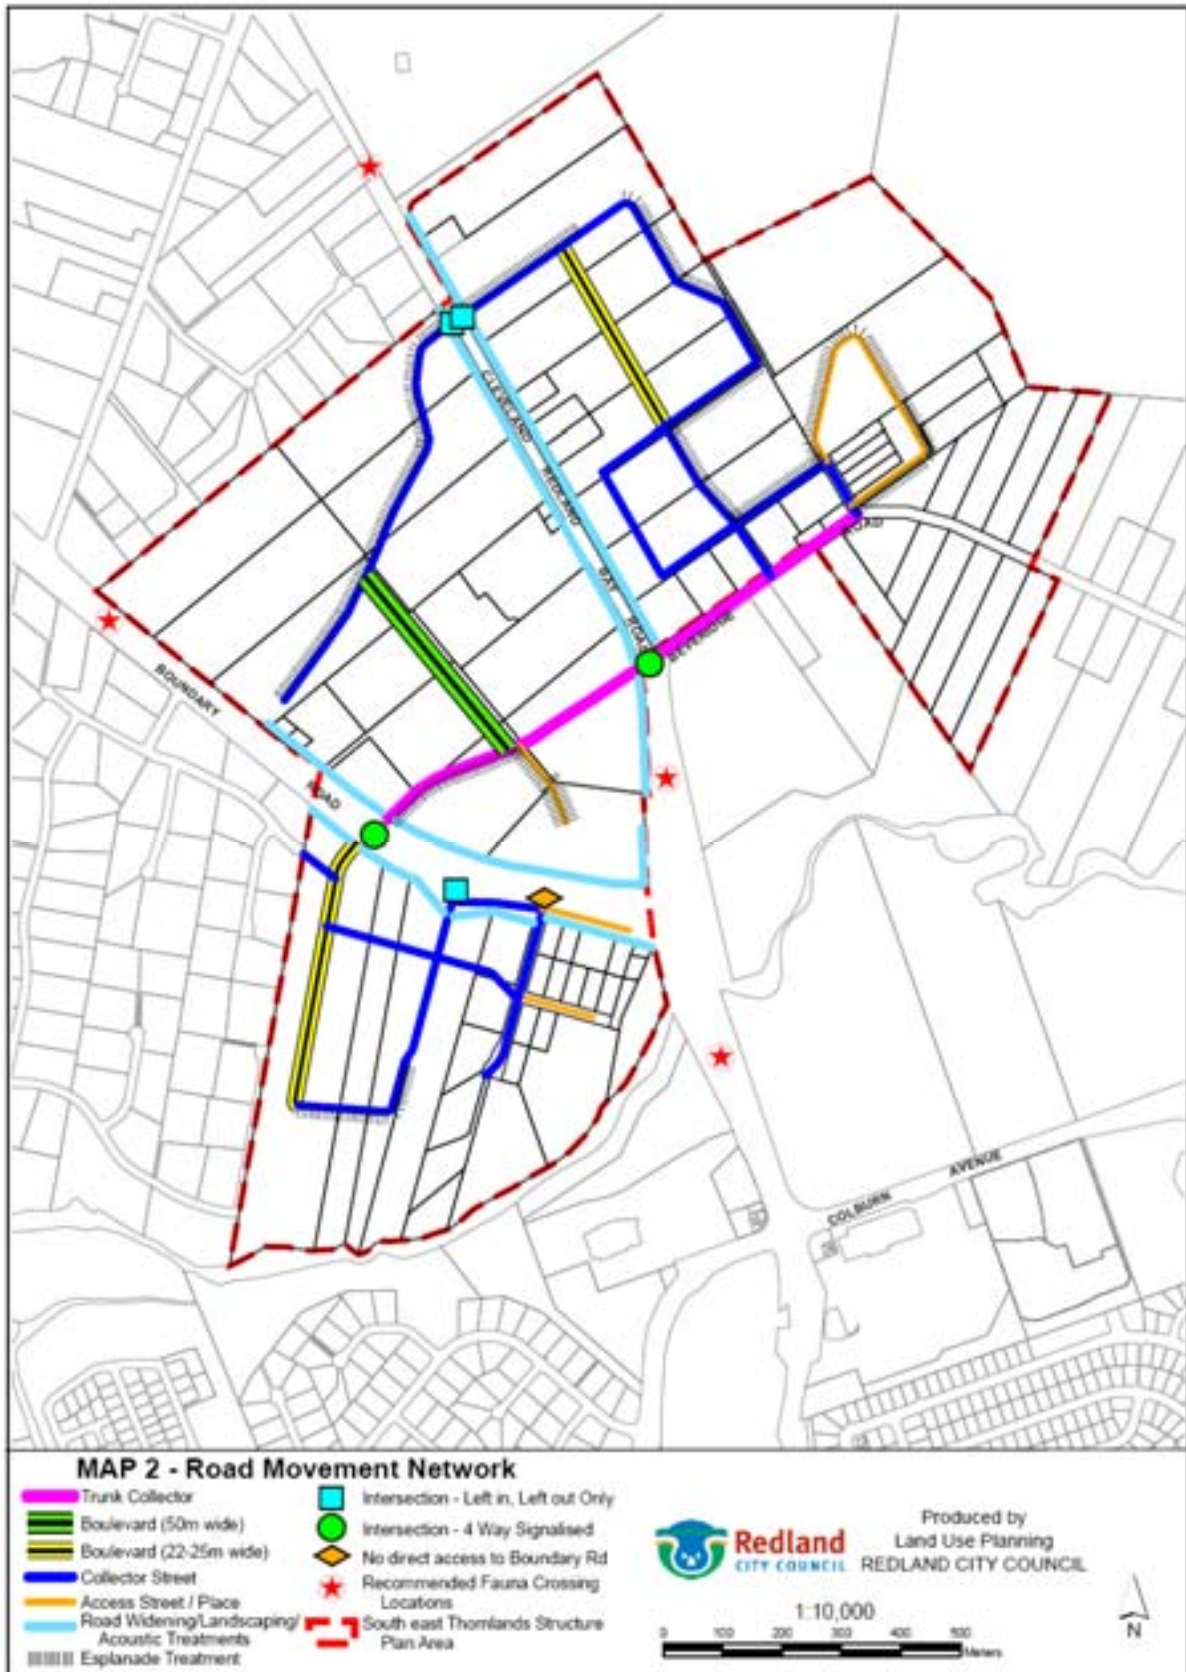 CLEVELAND
REDLAND
BAY
ROAD
BEVERIDGE
ROAD
BOUNDARY
ROAD
COLBURN
AVENUE
MAP 2 - Road Movement Network
Trunk Collector
Boulevard (50m wide)
Boulevard (22-25m wide)
Collector Street
Access Street / Place
Road Widening/Landscaping/
Acoustic Treatments
Esplanade Treatment
Intersection - Left in, Left out Only
Intersection - 4 Way Signalised
No direct access to Boundary Rd
Recommended Fauna Crossing
Locations
South east Thornlands Structure
Plan Area
Redland
CITY COUNCIL
Produced by
Land Use Planning
REDLAND CITY COUNCIL
1:10,000
0 100 200 300 400 500
Meters
N